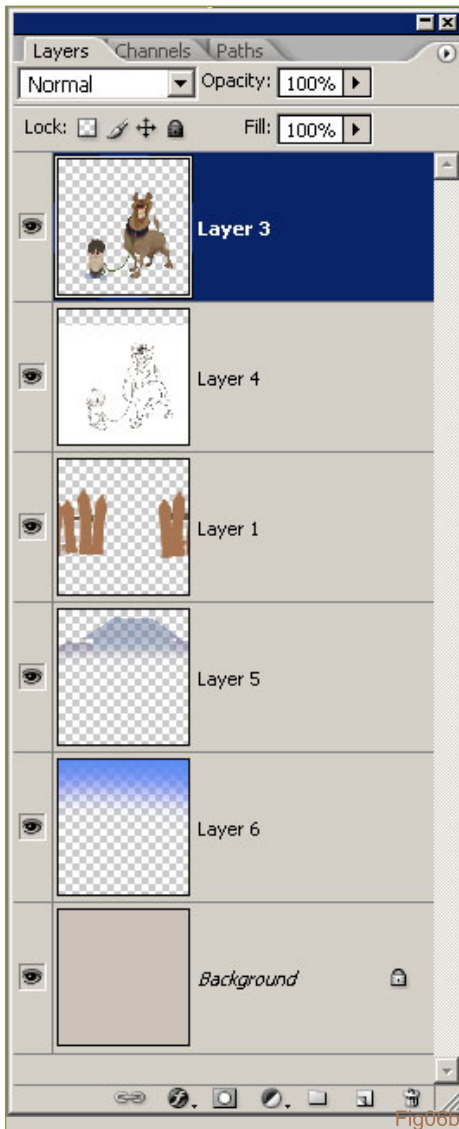 Layers Channels Paths
Normal Opacity: 100%
Lock: Fill: 100%
Layer 3
Layer 4
Layer 1
Layer 5
Layer 6
Background
Fig06b